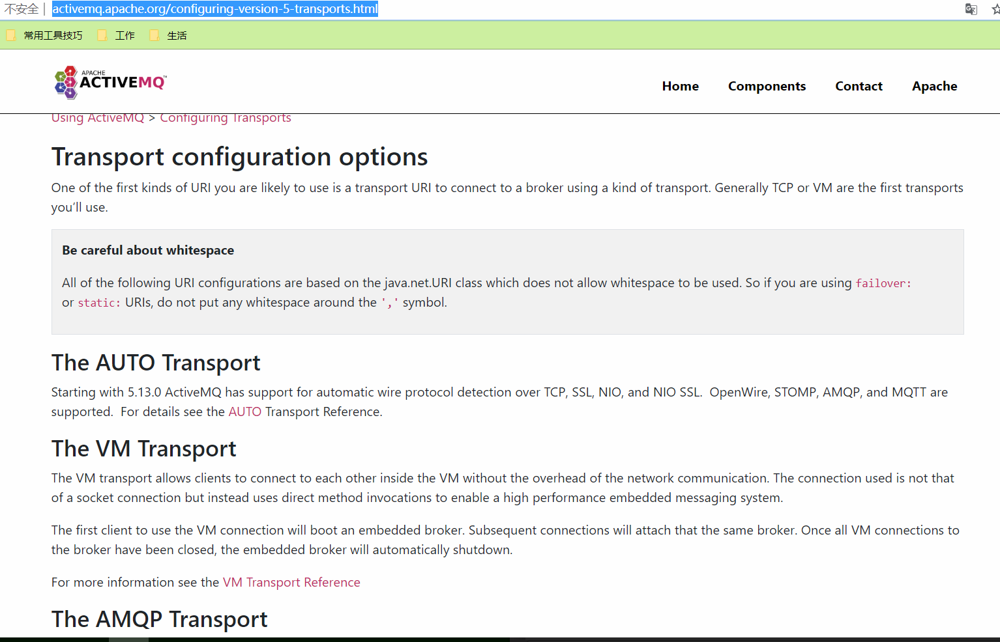 不安全 | activemq.apache.org/configuring-version-5-transports.html
常用工具技巧 工作 生活
APACHE
ACTIVEMQ™
Home Components Contact Apache
Using ActiveMQ > Configuring Transports
Transport configuration options
One of the first kinds of URI you are likely to use is a transport URI to connect to a broker using a kind of transport. Generally TCP or VM are the first transports
you’ll use.
Be careful about whitespace
All of the following URI configurations are based on the java.net.URI class which does not allow whitespace to be used. So if you are using failover:
or static: URIs, do not put any whitespace around the ',' symbol.
The AUTO Transport
Starting with 5.13.0 ActiveMQ has support for automatic wire protocol detection over TCP, SSL, NIO, and NIO SSL.  OpenWire, STOMP, AMQP, and MQTT are
supported.  For details see the AUTO Transport Reference.
The VM Transport
The VM transport allows clients to connect to each other inside the VM without the overhead of the network communication. The connection used is not that
of a socket connection but instead uses direct method invocations to enable a high performance embedded messaging system.
The first client to use the VM connection will boot an embedded broker. Subsequent connections will attach that the same broker. Once all VM connections to
the broker have been closed, the embedded broker will automatically shutdown.
For more information see the VM Transport Reference
The AMQP Transport